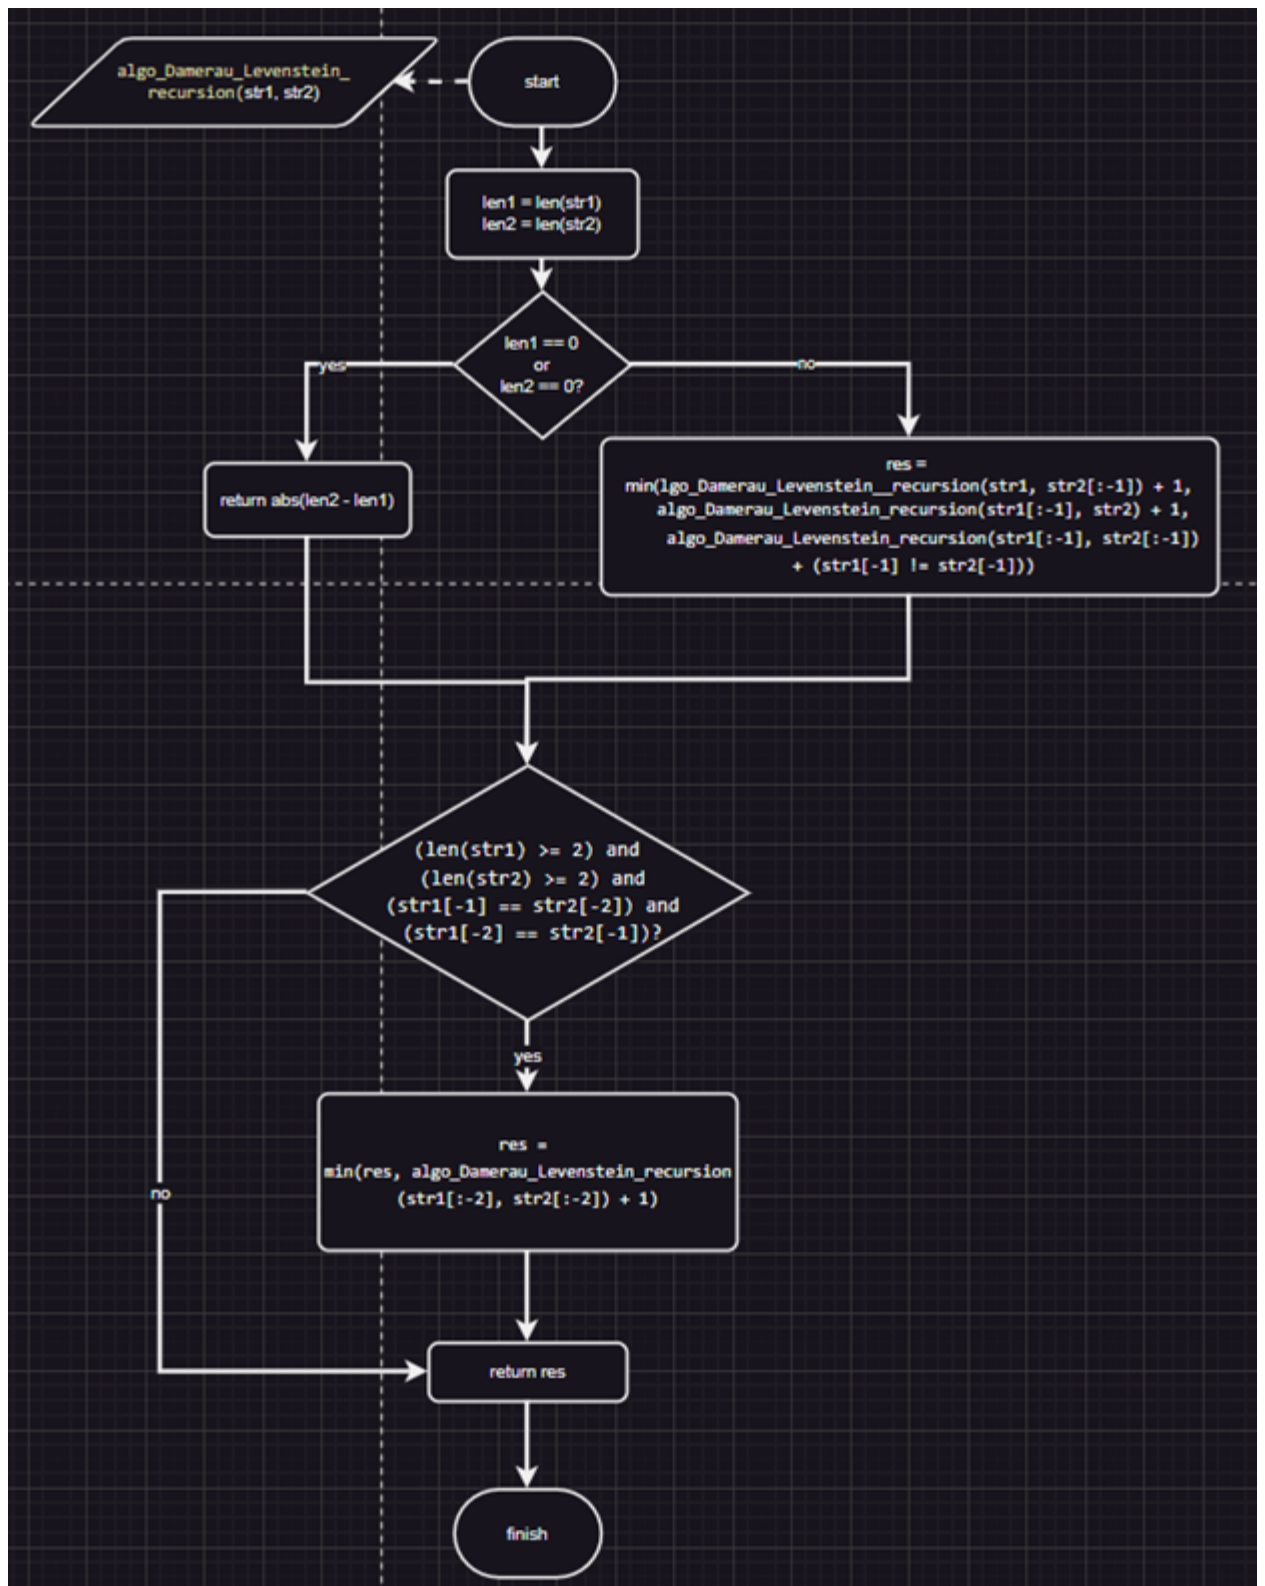 algo_Damerau_Levenstein_
recursion(str1, str2)
start
len1 = len(str1)
len2 = len(str2)
len1 == 0
or
len2 == 0?
yes
no
return abs(len2 - len1)
res =
min(lgo_Damerau_Levenstein__recursion(str1, str2[:-1]) + 1,
algo_Damerau_Levenstein_recursion(str1[:-1], str2) + 1,
algo_Damerau_Levenstein_recursion(str1[:-1], str2[:-1])
+ (str1[-1] != str2[-1]))
(len(str1) >= 2) and
(len(str2) >= 2) and
(str1[-1] == str2[-2]) and
(str1[-2] == str2[-1])?
yes
no
res =
min(res, algo_Damerau_Levenstein_recursion
(str1[:-2], str2[:-2]) + 1)
return res
finish